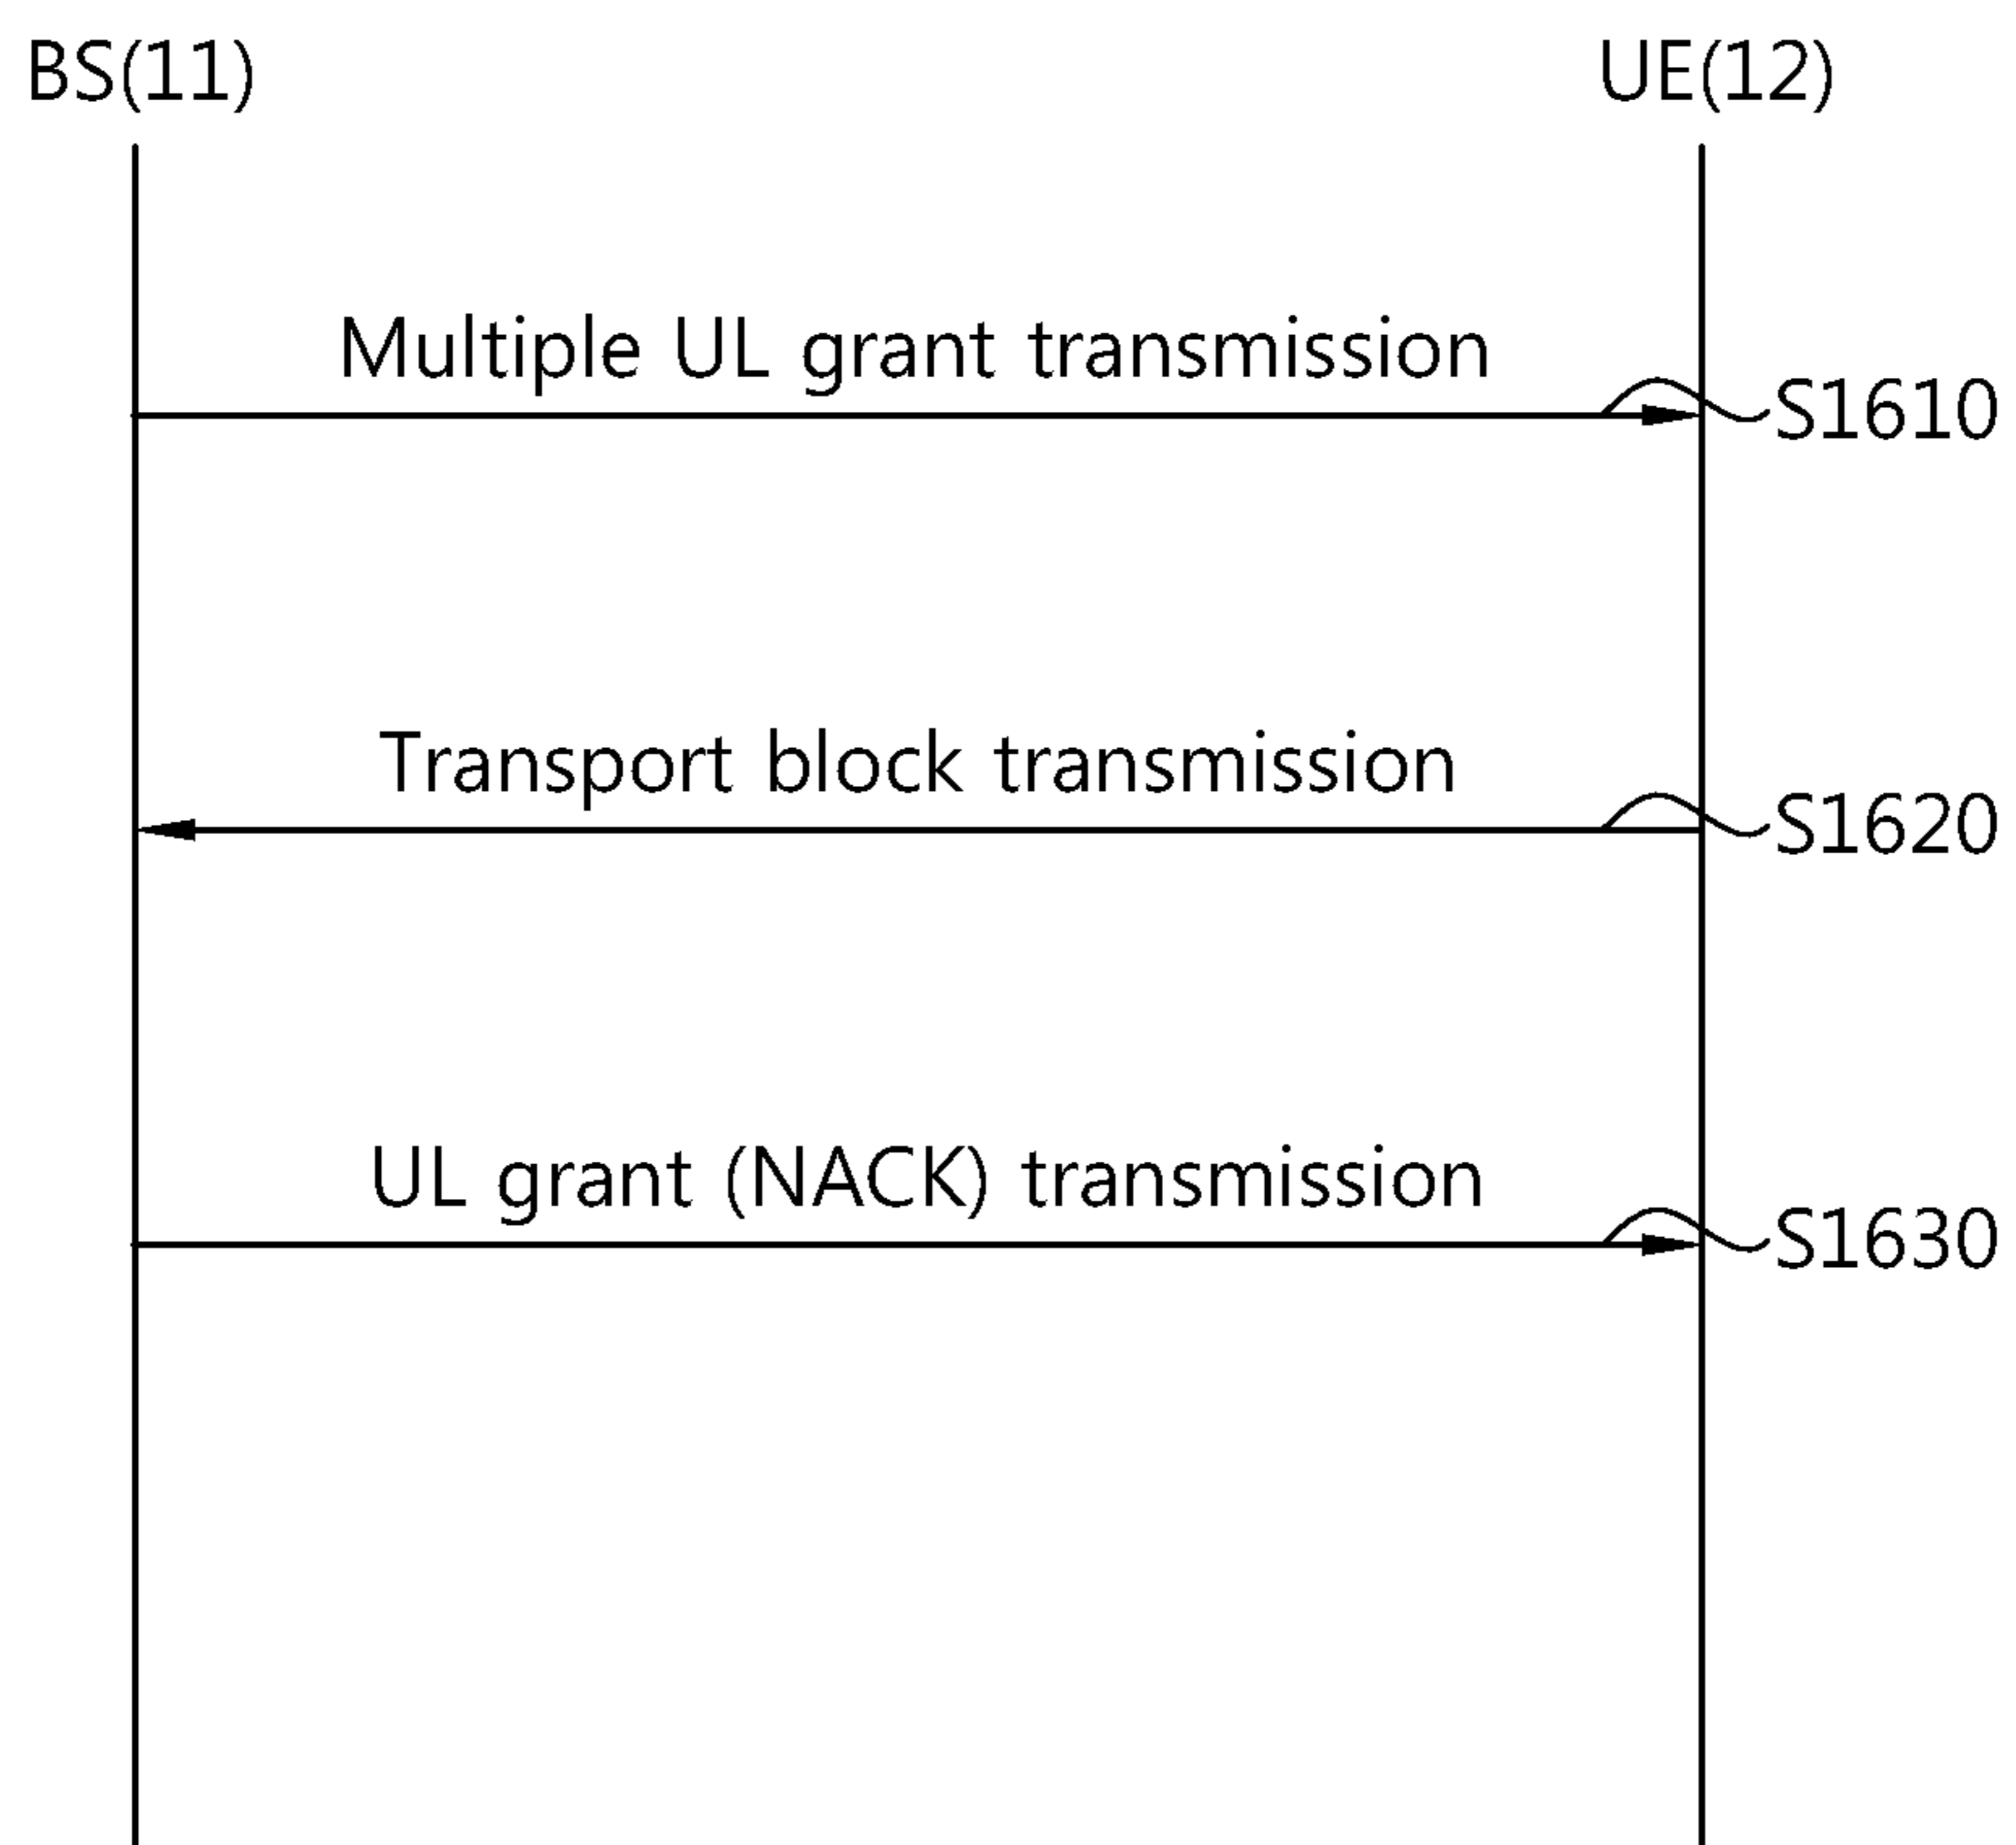 BS(11)
UE(12)
Multiple UL grant transmission
S1610
Transport block transmission
S1620
UL grant (NACK) transmission
S1630